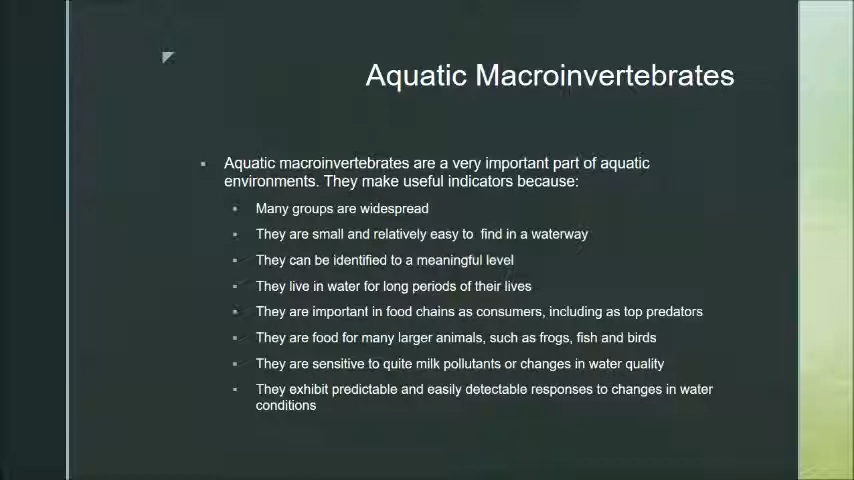 Aquatic Macroinvertebrates
Aquatic macroinvertebrates are a very important part of aquatic
environments. They make useful indicators because:
Many groups are widespread
They are small and relatively easy to  find in a waterway
They can be identified to a meaningful level
They live in water for long periods of their lives
They are important in food chains as consumers, including as top predators
They are food for many larger animals, such as frogs, fish and birds
They are sensitive to quite milk pollutants or changes in water quality
They exhibit predictable and easily detectable responses to changes in water
conditions